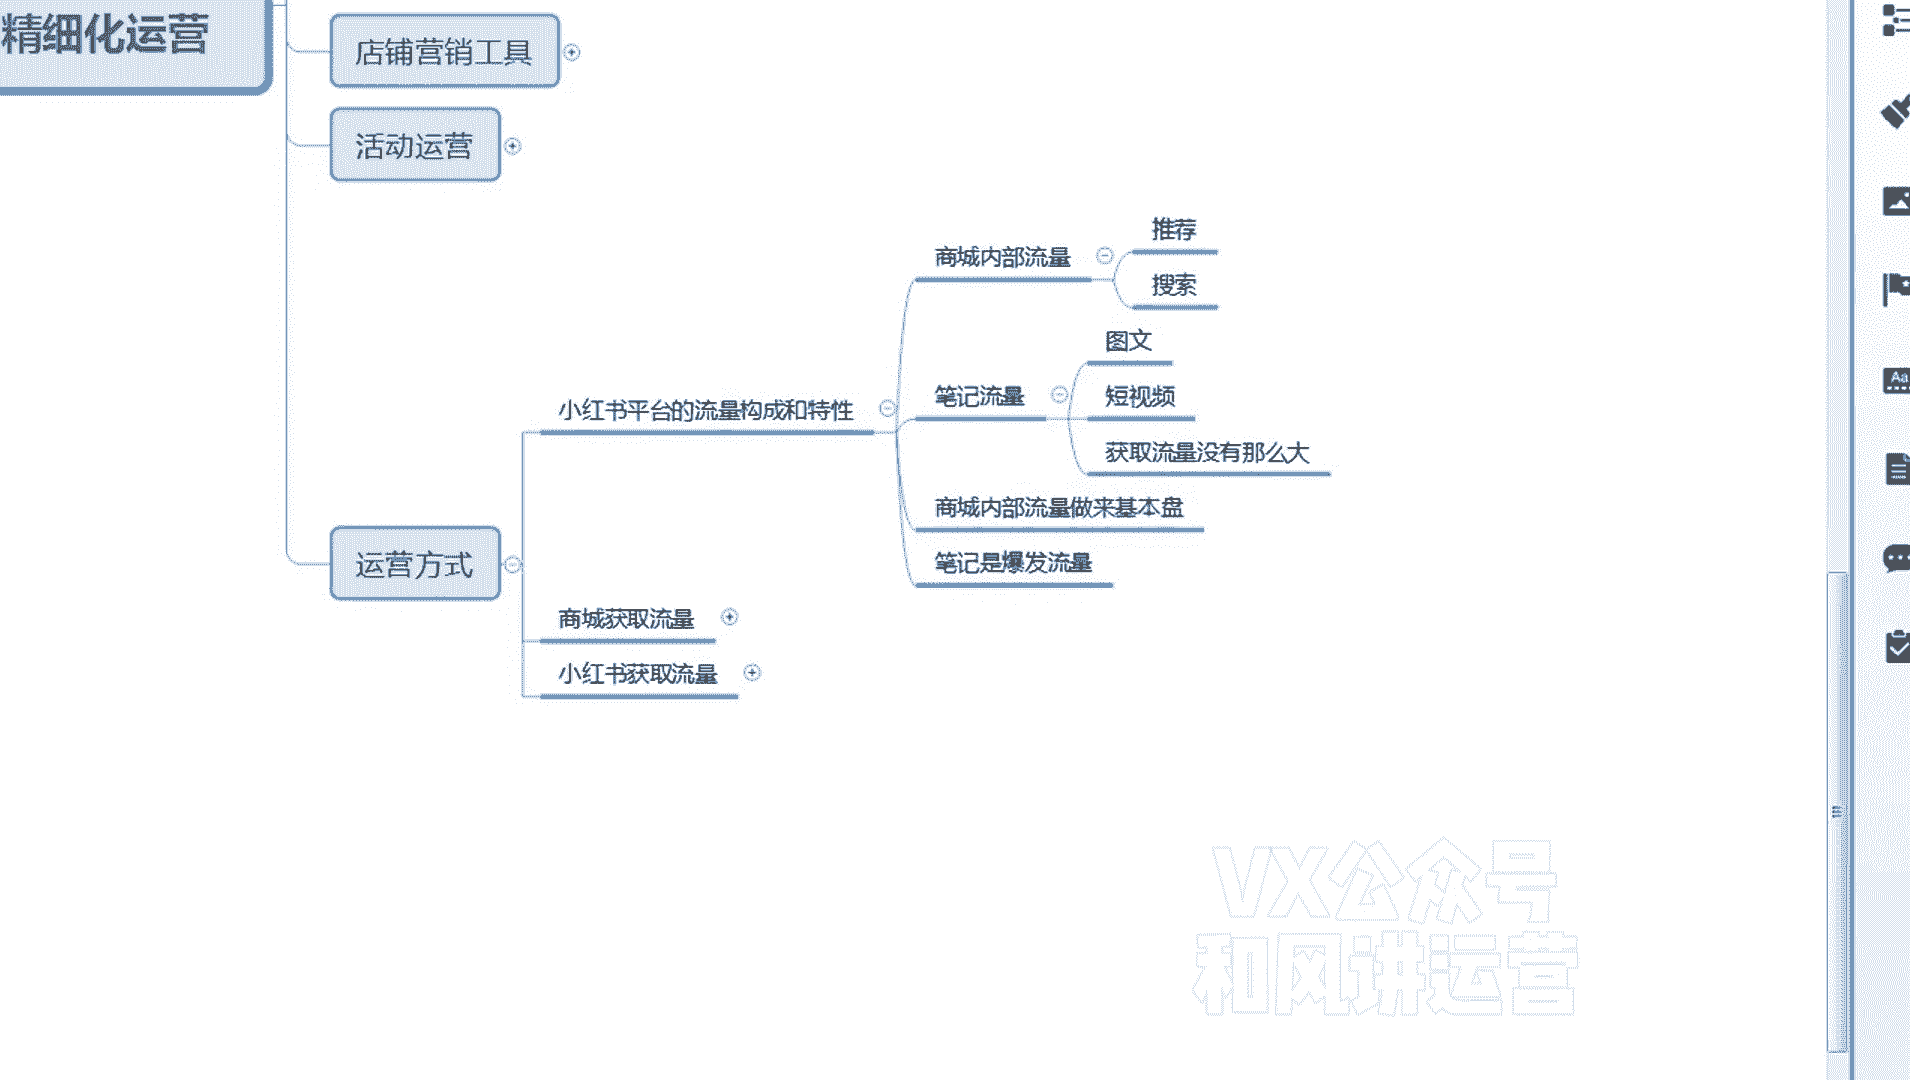 精细化运营
店铺营销工具
活动运营
运营方式
小红书平台的流量构成和特性
商城内部流量
推荐
搜索
笔记流量
图文
短视频
获取流量没有那么大
商城内部流量做来基本盘
笔记是爆发流量
商城获取流量
小红书获取流量
Aa
VX公众号
和风讲运营